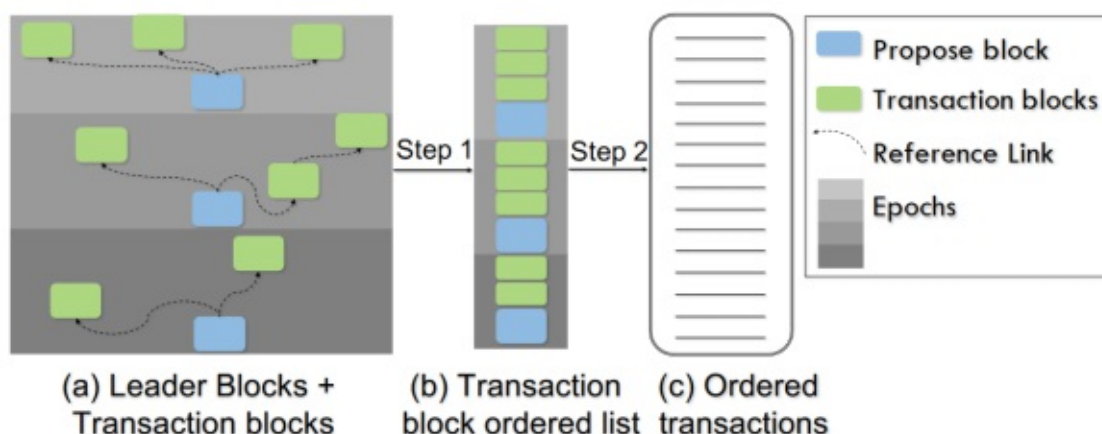 Propose block
Transaction blocks
Step 1
Step 2
Reference Link
Epochs
(a) Leader Blocks +
Transaction blocks
(b) Transaction
block ordered list
(c) Ordered
transactions